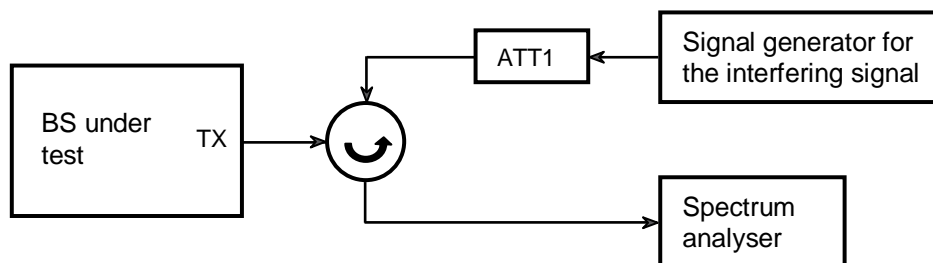 BS under
test
TX
ATT1
Signal generator for
the interfering signal
Spectrum
analyser